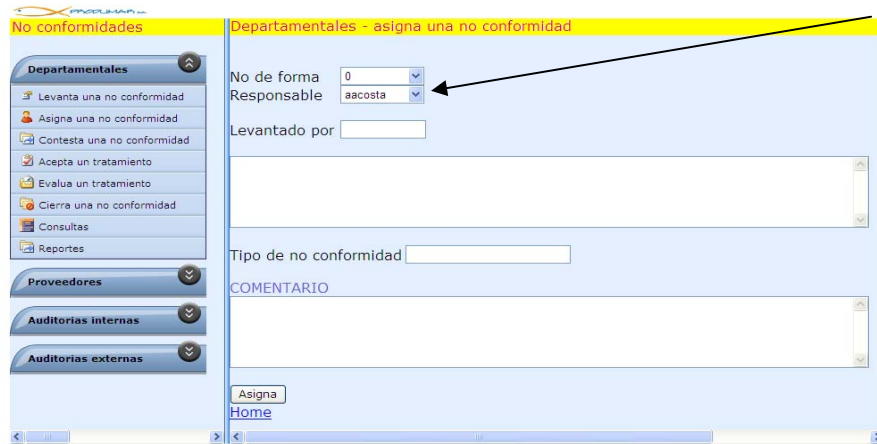 PRODUMAR S.A.
No conformidades
Departamentales
Levanta una no conformidad
Asigna una no conformidad
Contesta una no conformidad
Acepta un tratamiento
Evalua un tratamiento
Cierra una no conformidad
Consultas
Reportes
Proveedores
Auditorias internas
Auditorias externas
Departamentales - asigna una no conformidad
No de forma 0
Responsable aacosta
Levantado por
Tipo de no conformidad
COMENTARIO
Asigna
Home